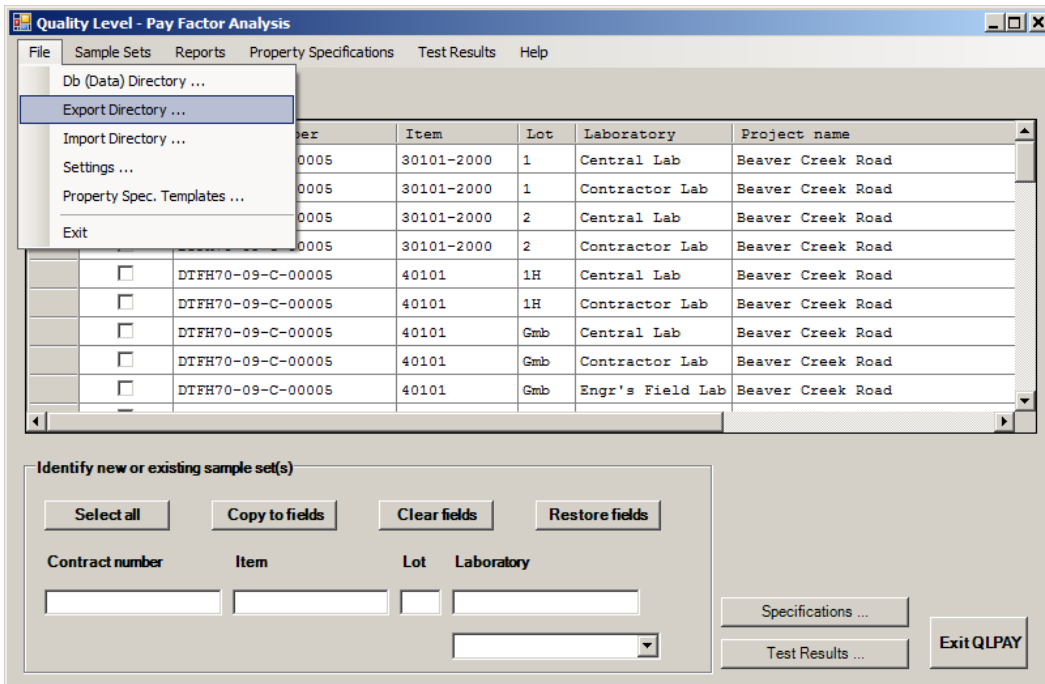 Quality Level - Pay Factor Analysis
File Sample Sets Reports Property Specifications Test Results Help
Db (Data) Directory ...
Export Directory ...
Import Directory ...
Settings ...
Property Spec. Templates ...
Exit
ber Item Lot Laboratory Project name
0005 30101-2000 1 Central Lab Beaver Creek Road
0005 30101-2000 1 Contractor Lab Beaver Creek Road
0005 30101-2000 2 Central Lab Beaver Creek Road
0005 30101-2000 2 Contractor Lab Beaver Creek Road
DTFH70-09-C-00005 40101 1H Central Lab Beaver Creek Road
DTFH70-09-C-00005 40101 1H Contractor Lab Beaver Creek Road
DTFH70-09-C-00005 40101 Gmb Central Lab Beaver Creek Road
DTFH70-09-C-00005 40101 Gmb Contractor Lab Beaver Creek Road
DTFH70-09-C-00005 40101 Gmb Engr's Field Lab Beaver Creek Road
Identify new or existing sample set(s)
Select all Copy to fields Clear fields Restore fields
Contract number Item Lot Laboratory
Specifications ...
Test Results ...
Exit QLPAY